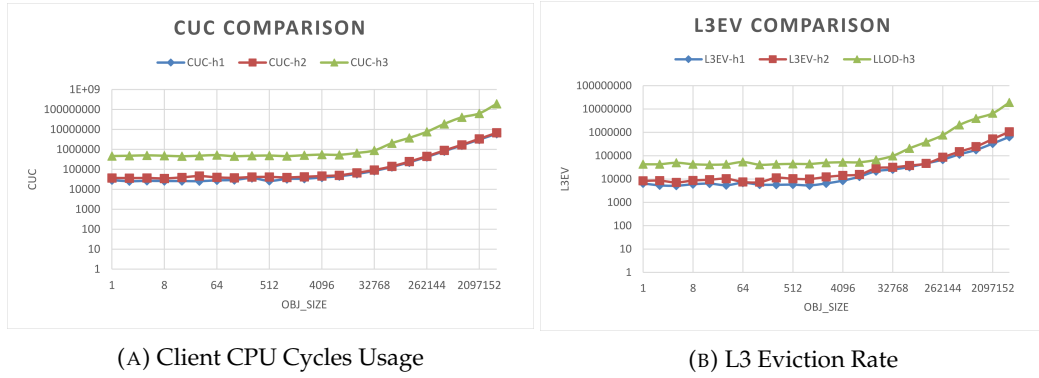 CUC COMPARISON
CUC-h1 CUC-h2 CUC-h3
1E+09
100000000
10000000
1000000
100000
10000
1000
100
10
1
CUC
1 8 64 512 4096 32768 262144 2097152
OBJ_SIZE
(A) Client CPU Cycles Usage
L3EV COMPARISON
L3EV-h1 L3EV-h2 LLOD-h3
100000000
10000000
1000000
100000
10000
1000
100
10
1
L3EV
1 8 64 512 4096 32768 262144 2097152
OBJ_SIZE
(B) L3 Eviction Rate